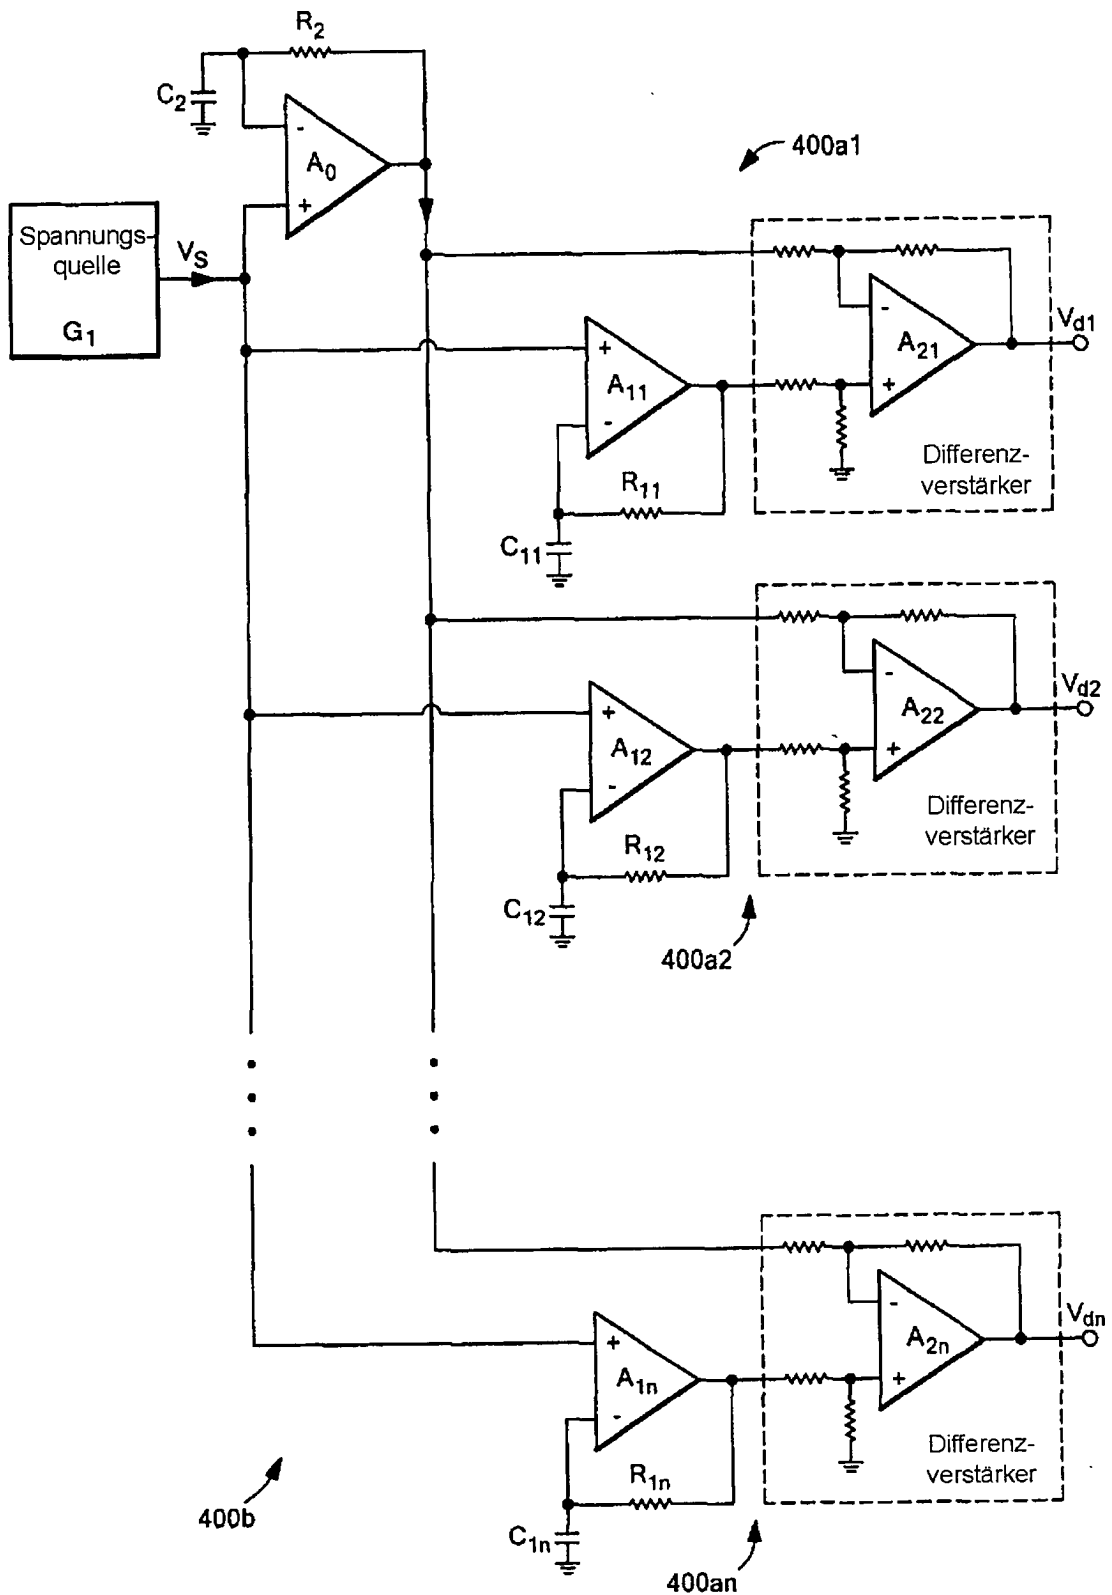 R2
C2
-
A0
+
400a1
Spannungs-
quelle
G1
VS
-
A21
+
Vd1
+
A11
-
R11
C11
Differenz-
verstärker
-
A22
+
Vd2
+
A12
-
R12
C12
Differenz-
verstärker
400a2
-
A2n
+
Vdn
+
A1n
-
R1n
C1n
Differenz-
verstärker
400b
400an